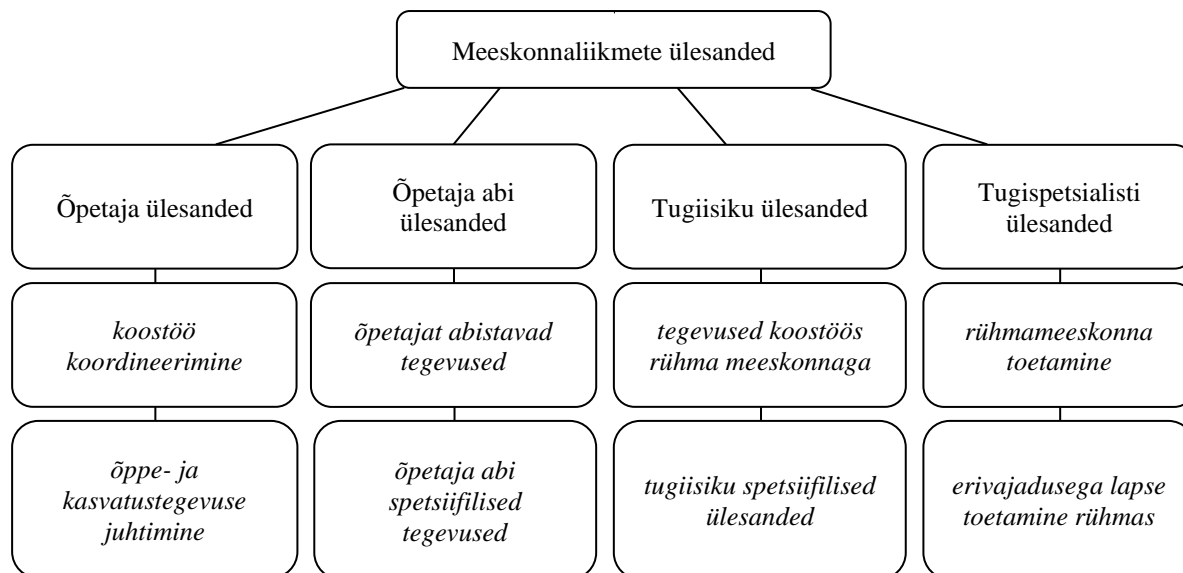 Meeskonnaliikmete ülesanded
Õpetaja ülesanded
Õpetaja abi
ülesanded
Tugiisiku ülesanded
Tugispetsialisti
ülesanded
koostöö
koordineerimine
õpetajat abistavad
tegevused
tegevused koostöös
rühma meeskonnaga
rühmameeskonna
toetamine
õppe- ja
kasvatustegevuse
juhtimine
õpetaja abi
spetsiifilised
tegevused
tugiisiku spetsiifilised
ülesanded
erivajadusega lapse
toetamine rühmas